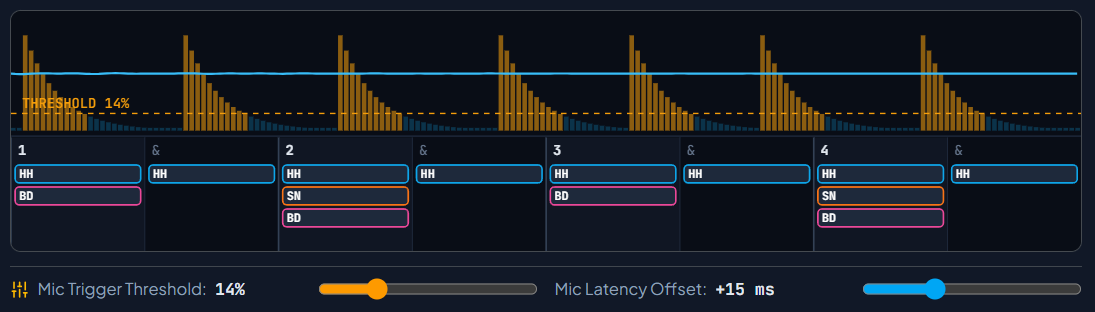 THRESHOLD 14%
1 & 2 & 3 & 4 &
HH HH HH HH HH HH HH HH
BD SN BD SN
BD BD
Mic Trigger Threshold: 14% Mic Latency Offset: +15 ms